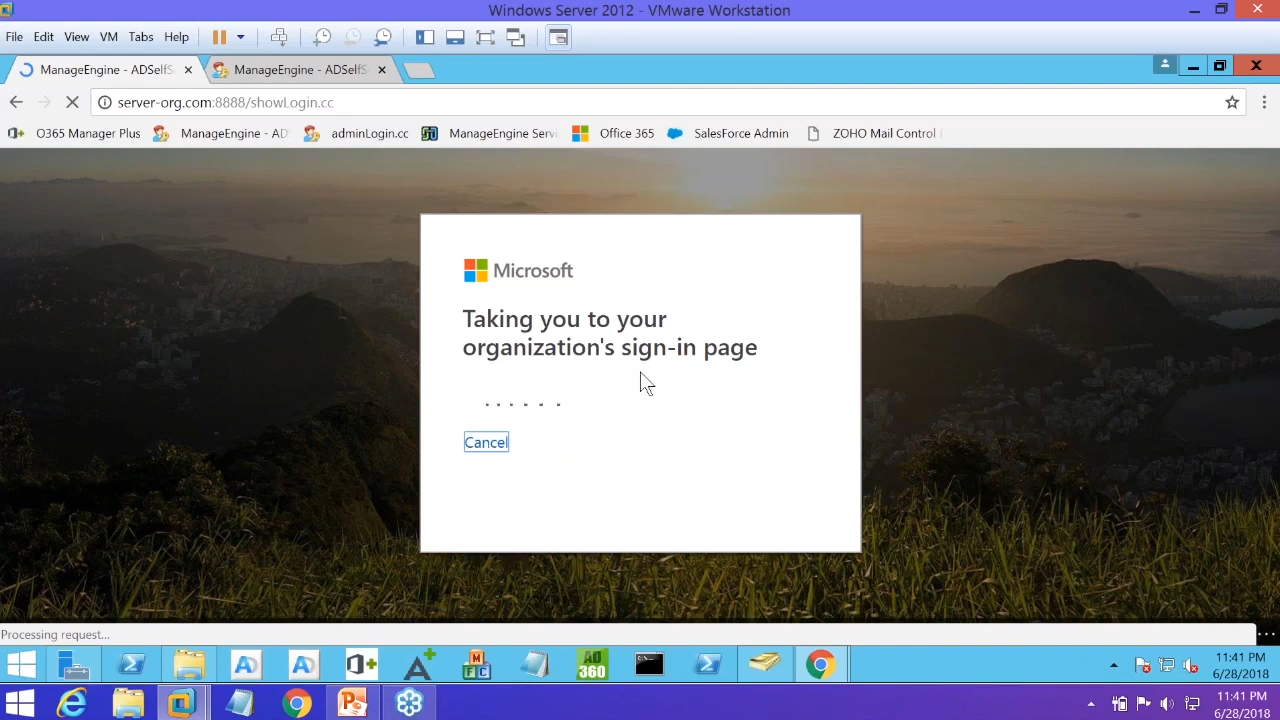 Windows Server 2012 - VMware Workstation
File Edit View VM Tabs Help
ManageEngine - ADSelfS
ManageEngine - ADSelfS
server-org.com:8888/showLogin.cc
O365 Manager Plus
ManageEngine - AD
adminLogin.cc
ManageEngine Servi
Office 365
SalesForce Admin
ZOHO Mail Control
Microsoft
Taking you to your
organization's sign-in page
Cancel
Processing request...
AD
360
11:41 PM
6/28/2018
11:41 PM
6/28/2018